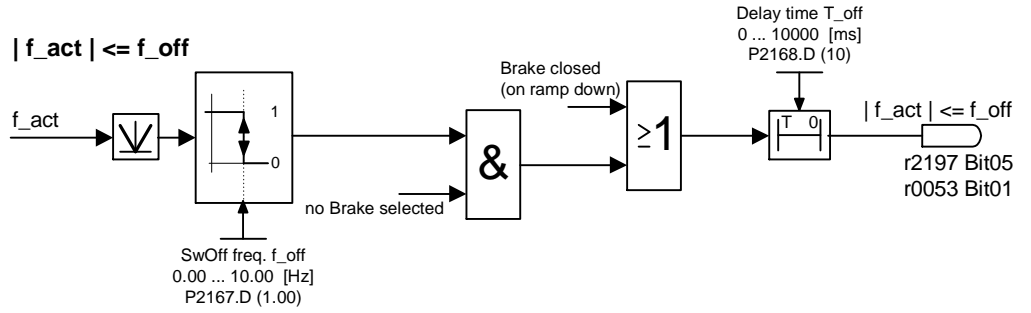 | f_act | <= f_off
f_act
1
0
SwOff freq. f_off
0.00 ... 10.00 [Hz]
P2167.D (1.00)
no Brake selected
&
Brake closed
(on ramp down)
≥1
Delay time T_off
0 ... 10000 [ms]
P2168.D (10)
T 0
| f_act | <= f_off
r2197 Bit05
r0053 Bit01